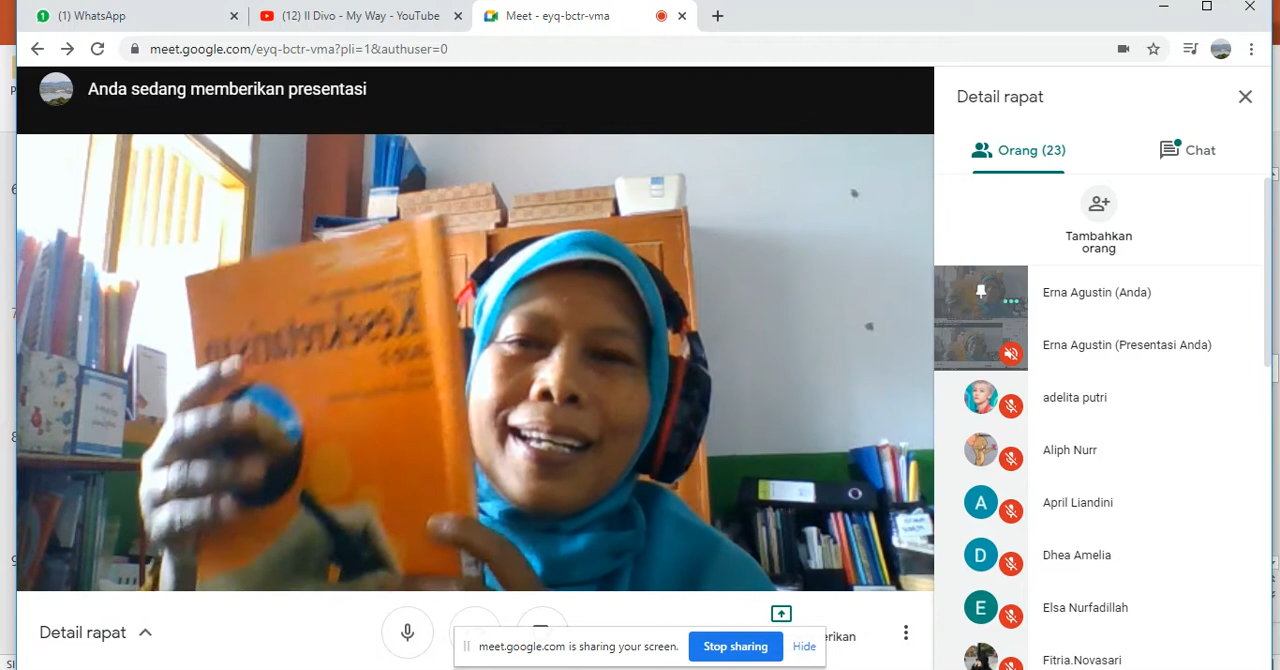 (1) WhatsApp
(12) Il Divo - My Way - YouTube
Meet - eyq-bctr-vma
meet.google.com/eyq-bctr-vma?pli=1&authuser=0
Anda sedang memberikan presentasi
Kesekretarisan
Detail rapat
Orang (23)
Chat
Tambahkan
orang
Erna Agustin (Anda)
Erna Agustin (Presentasi Anda)
adelita putri
Aliph Nurr
A April Liandini
D Dhea Amelia
E Elsa Nurfadillah
Fitria.Novasari
Detail rapat
meet.google.com is sharing your screen.
Stop sharing
Hide
erikan